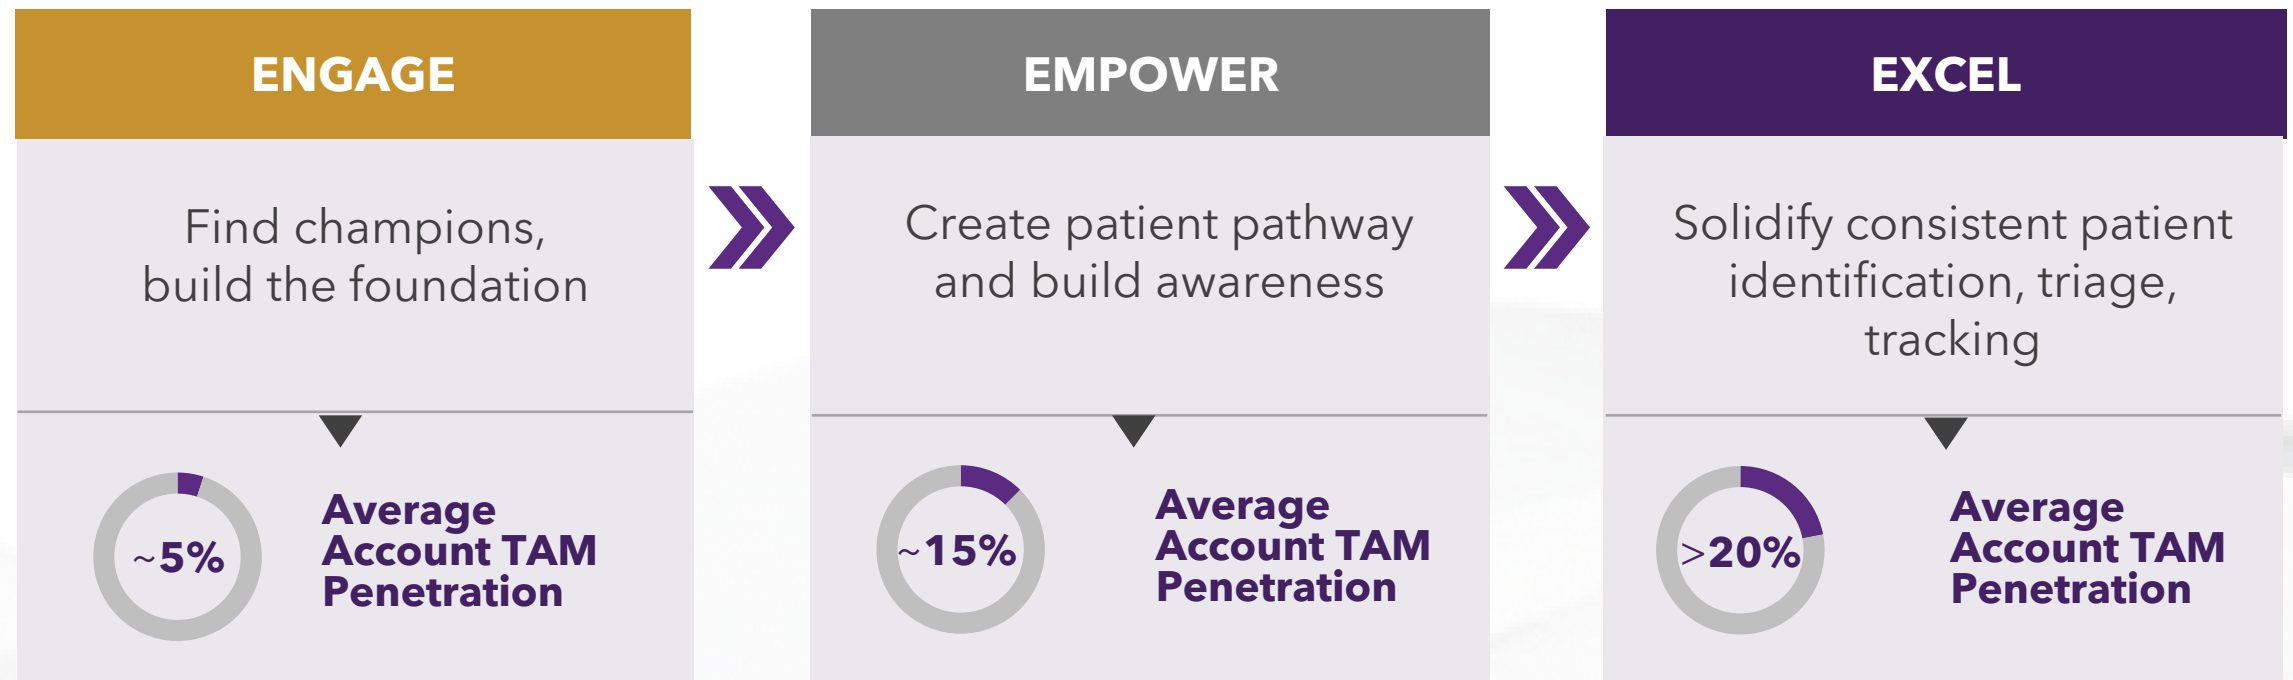 ENGAGE
Find champions,
build the foundation
~5%
Average
Account TAM
Penetration
EMPOWER
Create patient pathway
and build awareness
~15%
Average
Account TAM
Penetration
EXCEL
Solidify consistent patient
identification, triage,
tracking
>20%
Average
Account TAM
Penetration